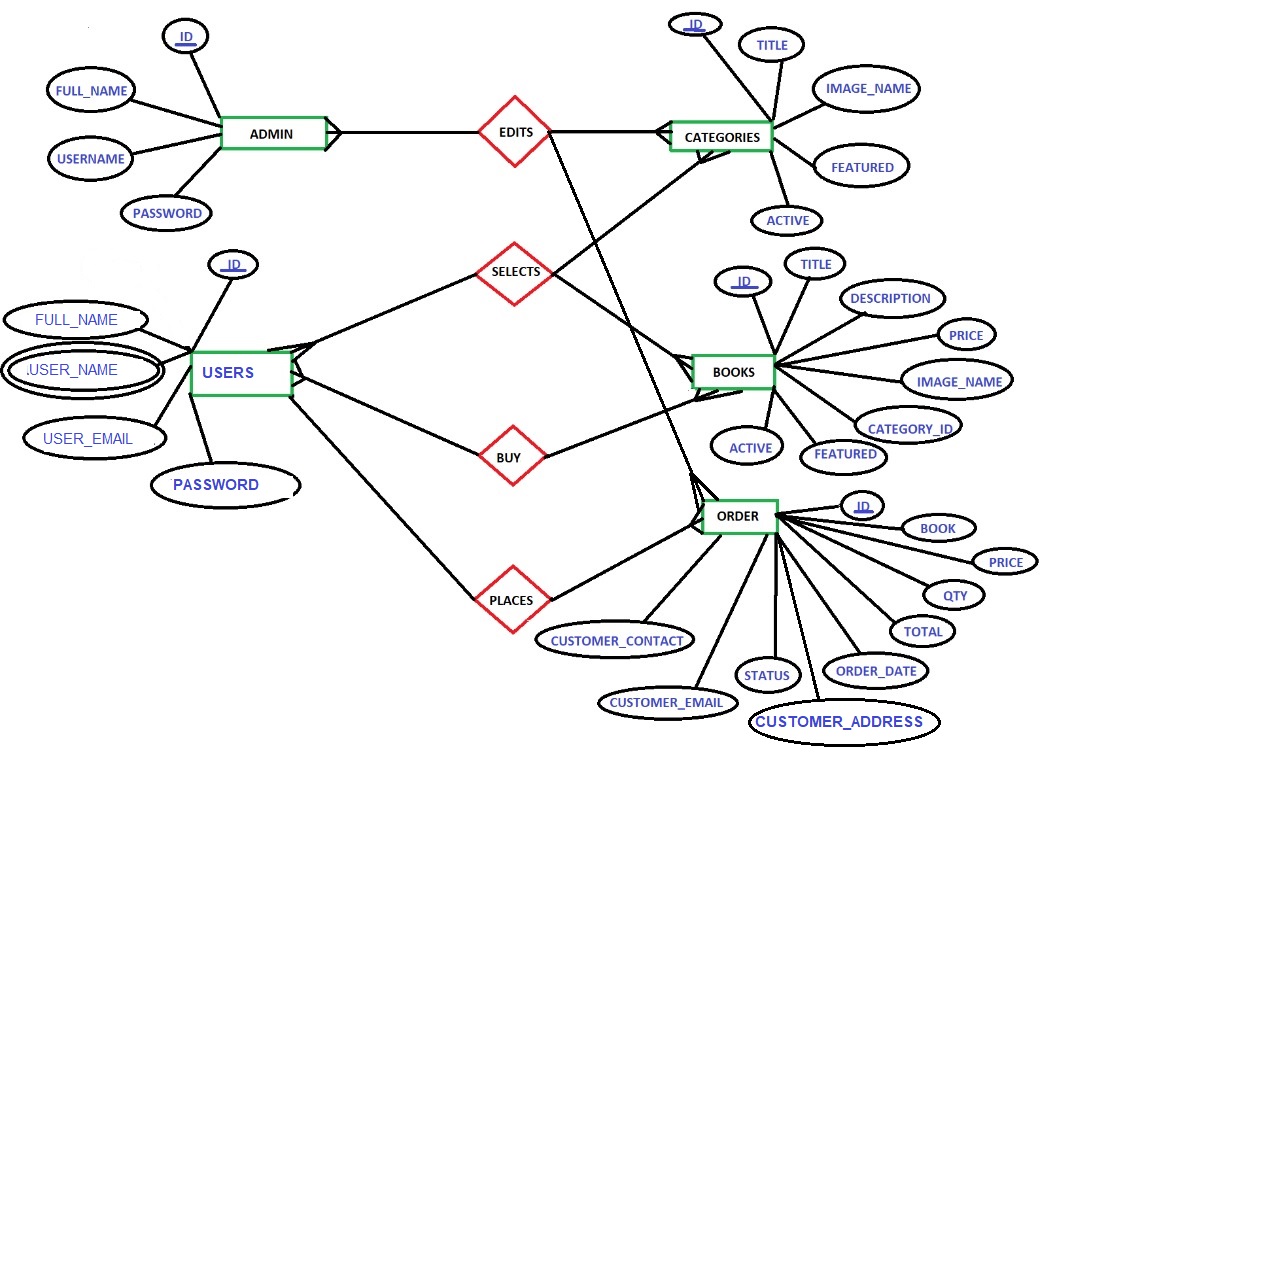 ID
FULL_NAME
USERNAME
PASSWORD
ADMIN
EDITS
ID
TITLE
IMAGE_NAME
CATEGORIES
FEATURED
ACTIVE
ID
FULL_NAME
USER_NAME
USER_EMAIL
PASSWORD
USERS
SELECTS
BUY
PLACES
ID
TITLE
DESCRIPTION
PRICE
IMAGE_NAME
CATEGORY_ID
FEATURED
ACTIVE
BOOKS
ORDER
ID
BOOK
PRICE
QTY
TOTAL
ORDER_DATE
CUSTOMER_ADDRESS
STATUS
CUSTOMER_EMAIL
CUSTOMER_CONTACT